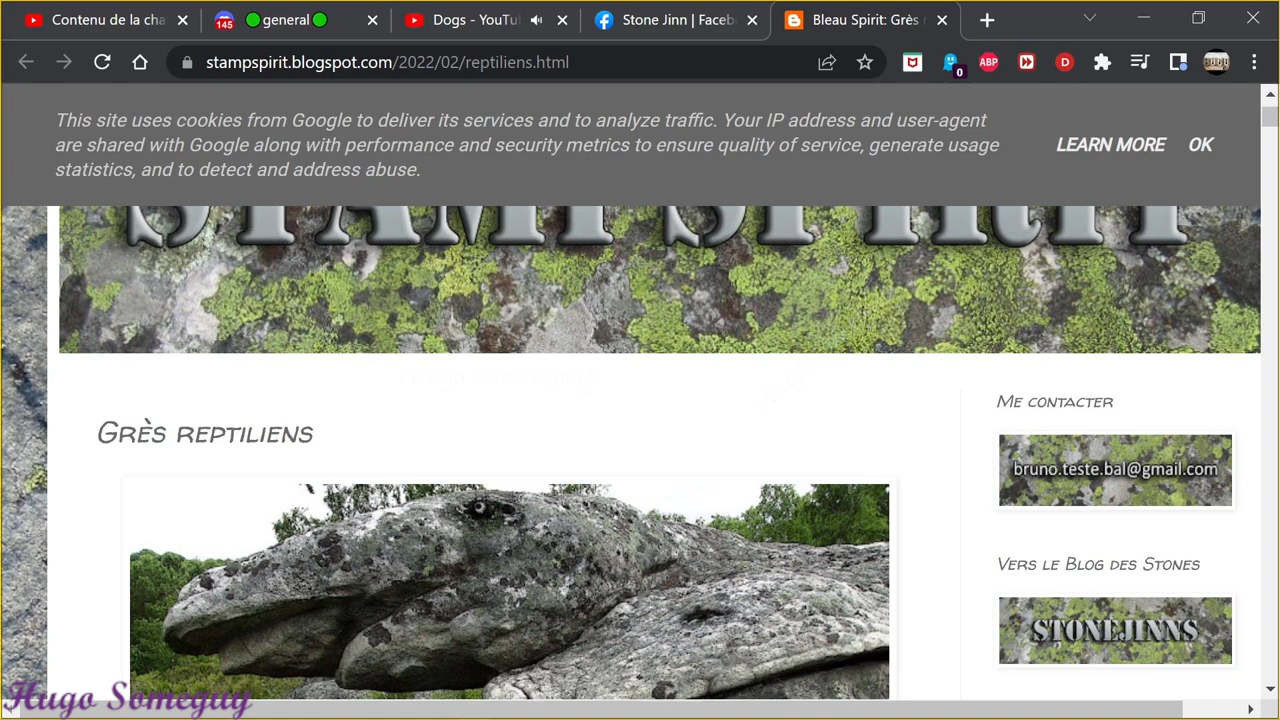 Contenu de la cha
145
general
Dogs - YouTu
Stone Jinn | Faceb
Bleau Spirit: Grès r
stampspirit.blogspot.com/2022/02/reptiliens.html
0
ABP
D
This site uses cookies from Google to deliver its services and to analyze traffic. Your IP address and user-agent
are shared with Google along with performance and security metrics to ensure quality of service, generate usage
statistics, and to detect and address abuse.
LEARN MORE OK
STAMPSPIRIT
Me contacter
Grès reptiliens
bruno.teste.bal@gmail.com
Vers le Blog des Stones
STONEJINNS
Hugo Someguy